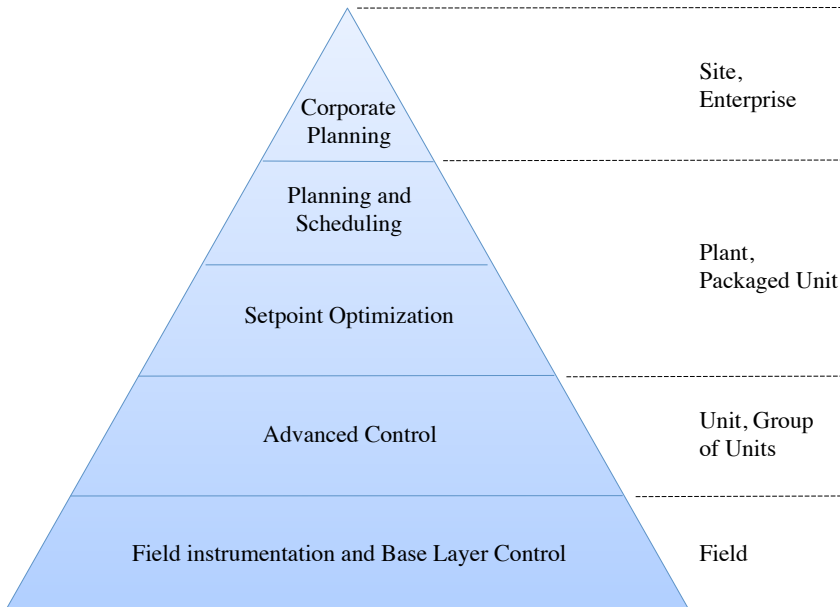 Site,
Enterprise
Corporate
Planning
Planning and
Scheduling
Plant,
Packaged Unit
Setpoint Optimization
Unit, Group
of Units
Advanced Control
Field instrumentation and Base Layer Control
Field